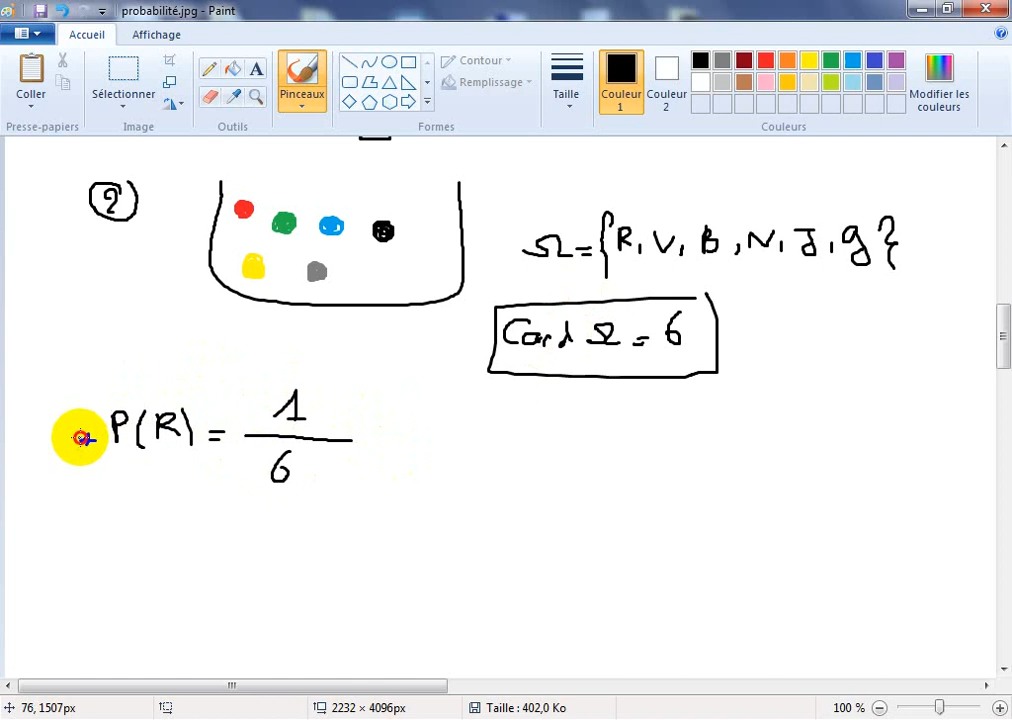 probabilité.jpg - Paint
Accueil Affichage
Coller Sélectionner Pinceaux Contour Remplissage Taille Couleur 1 Couleur 2 Modifier les couleurs
Presse-papiers Image Outils Formes Couleurs
2
Ω = {R, V, B, N, J, g}
Card Ω = 6
P(R) = 1/6
76, 1507px 2232 × 4096px Taille : 402,0 Ko 100 %